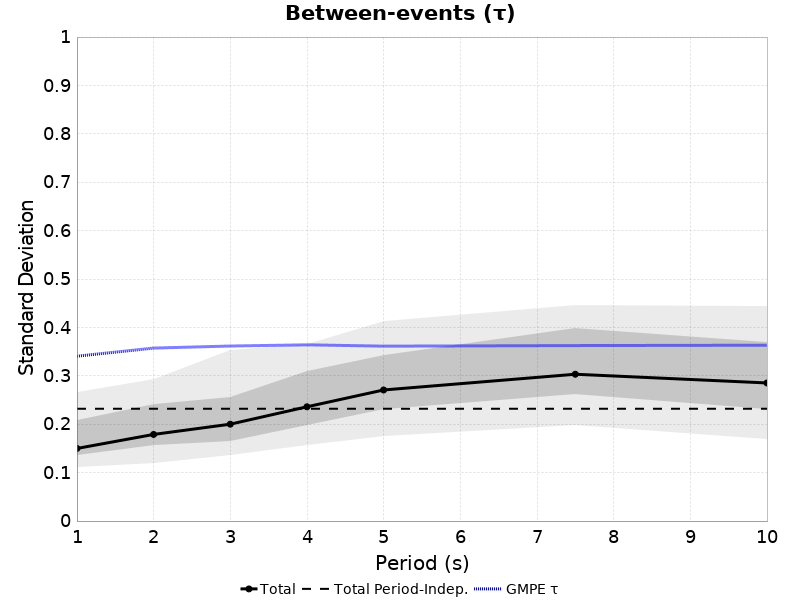 Between-events (τ)
1
0.9
0.8
0.7
0.6
0.5
0.4
0.3
0.2
0.1
0
Standard Deviation
1 2 3 4 5 6 7 8 9 10
Period (s)
Total Total Period-Indep. GMPE τ